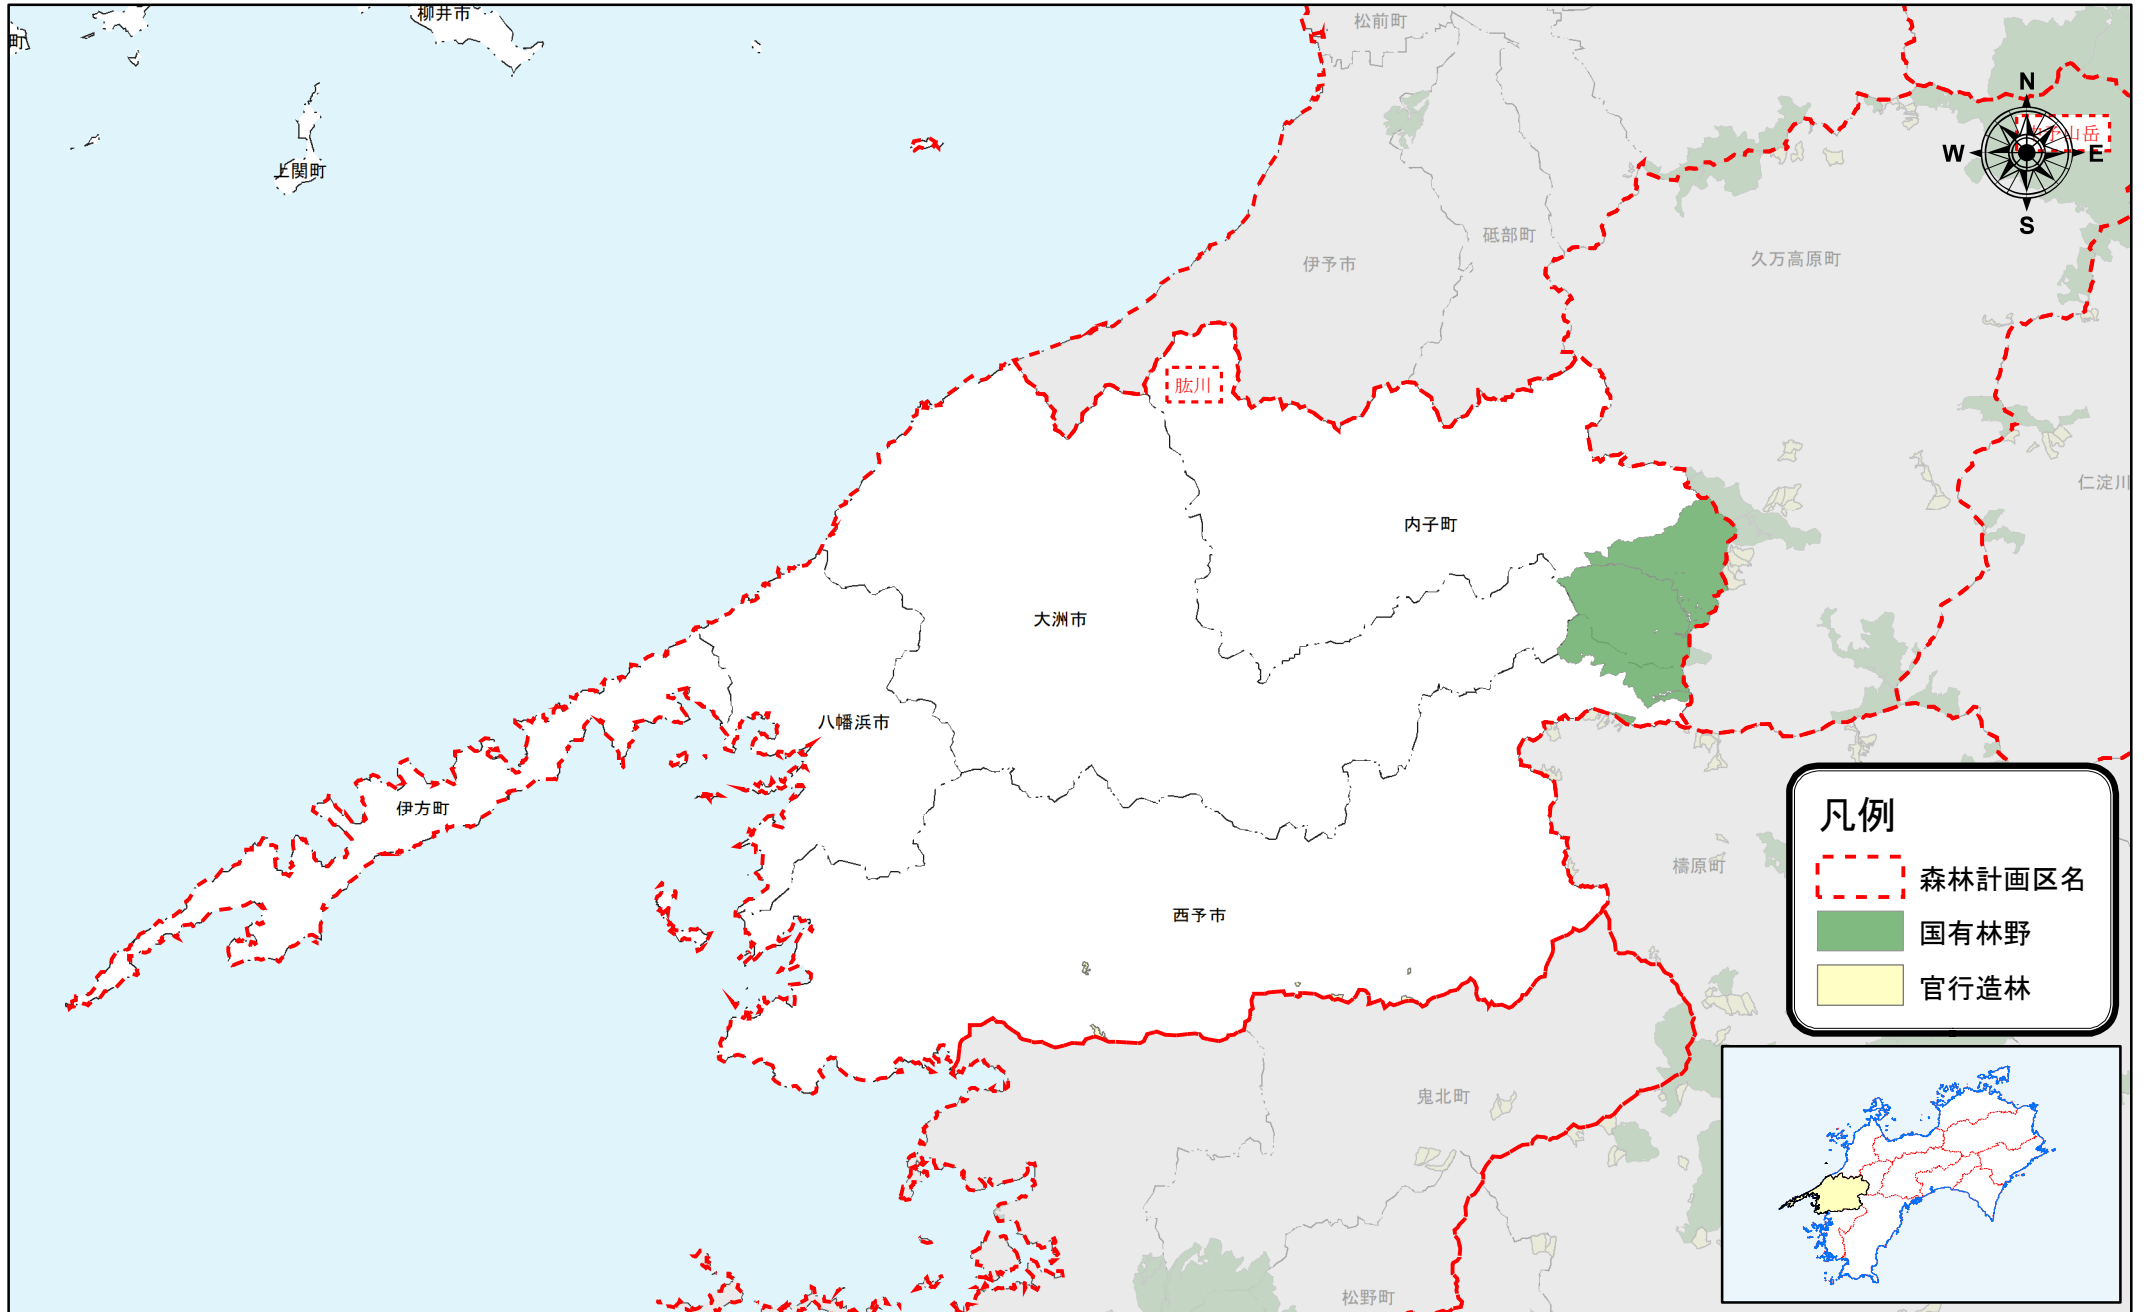 柳井市
町
松前町
上関町
N
W
E
S
山岳
砥部町
伊予市
久万高原町
肱川
仁淀川
内子町
大洲市
八幡浜市
伊方町
西予市
梼原町
鬼北町
松野町
凡例
森林計画区名
国有林野
官行造林